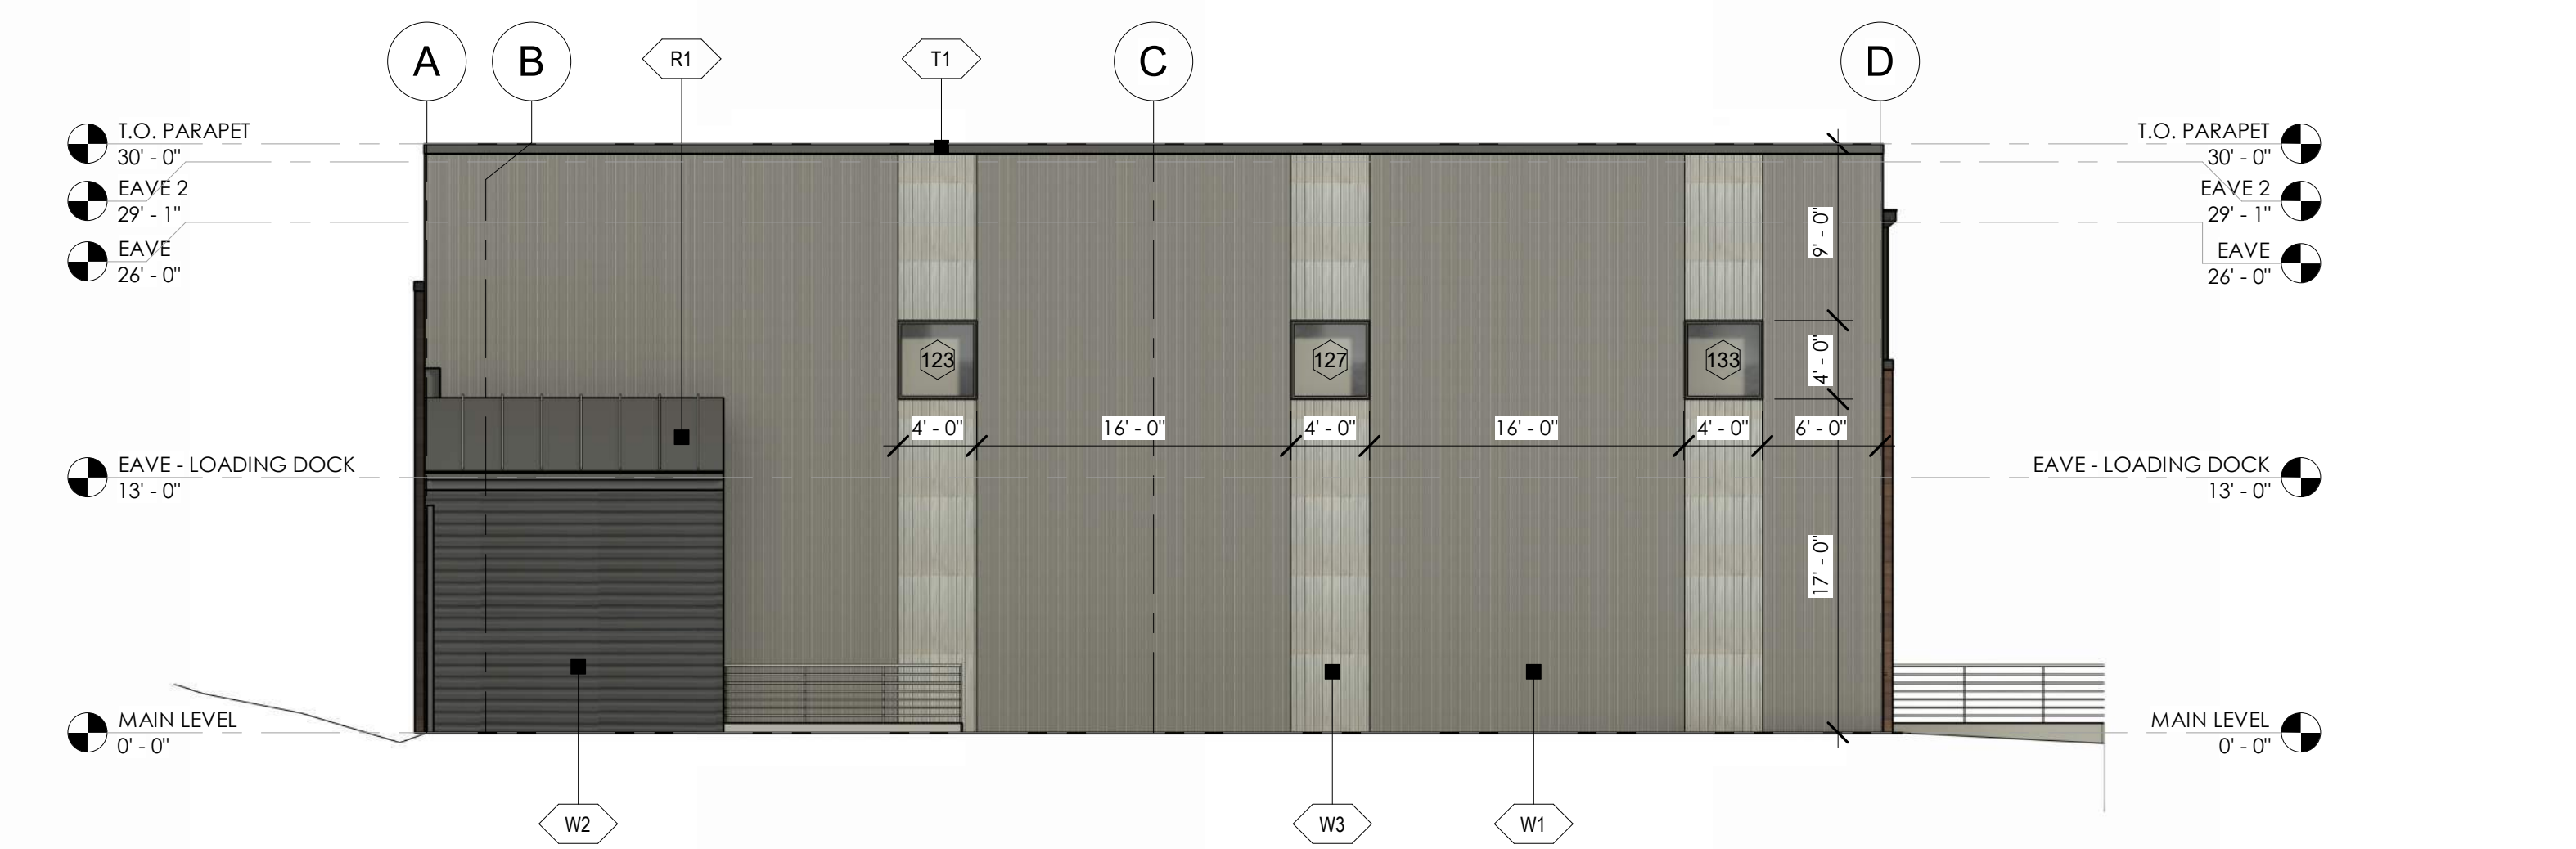 A
B
R1
T1
C
D
T.O. PARAPET
30' - 0"
EAVE 2
29' - 1"
EAVE
26' - 0"
EAVE - LOADING DOCK
13' - 0"
MAIN LEVEL
0' - 0"
123
127
133
4' - 0"
16' - 0"
4' - 0"
16' - 0"
4' - 0"
6' - 0"
9' - 0"
4' - 0"
17' - 0"
T.O. PARAPET
30' - 0"
EAVE 2
29' - 1"
EAVE
26' - 0"
EAVE - LOADING DOCK
13' - 0"
MAIN LEVEL
0' - 0"
W2
W3
W1